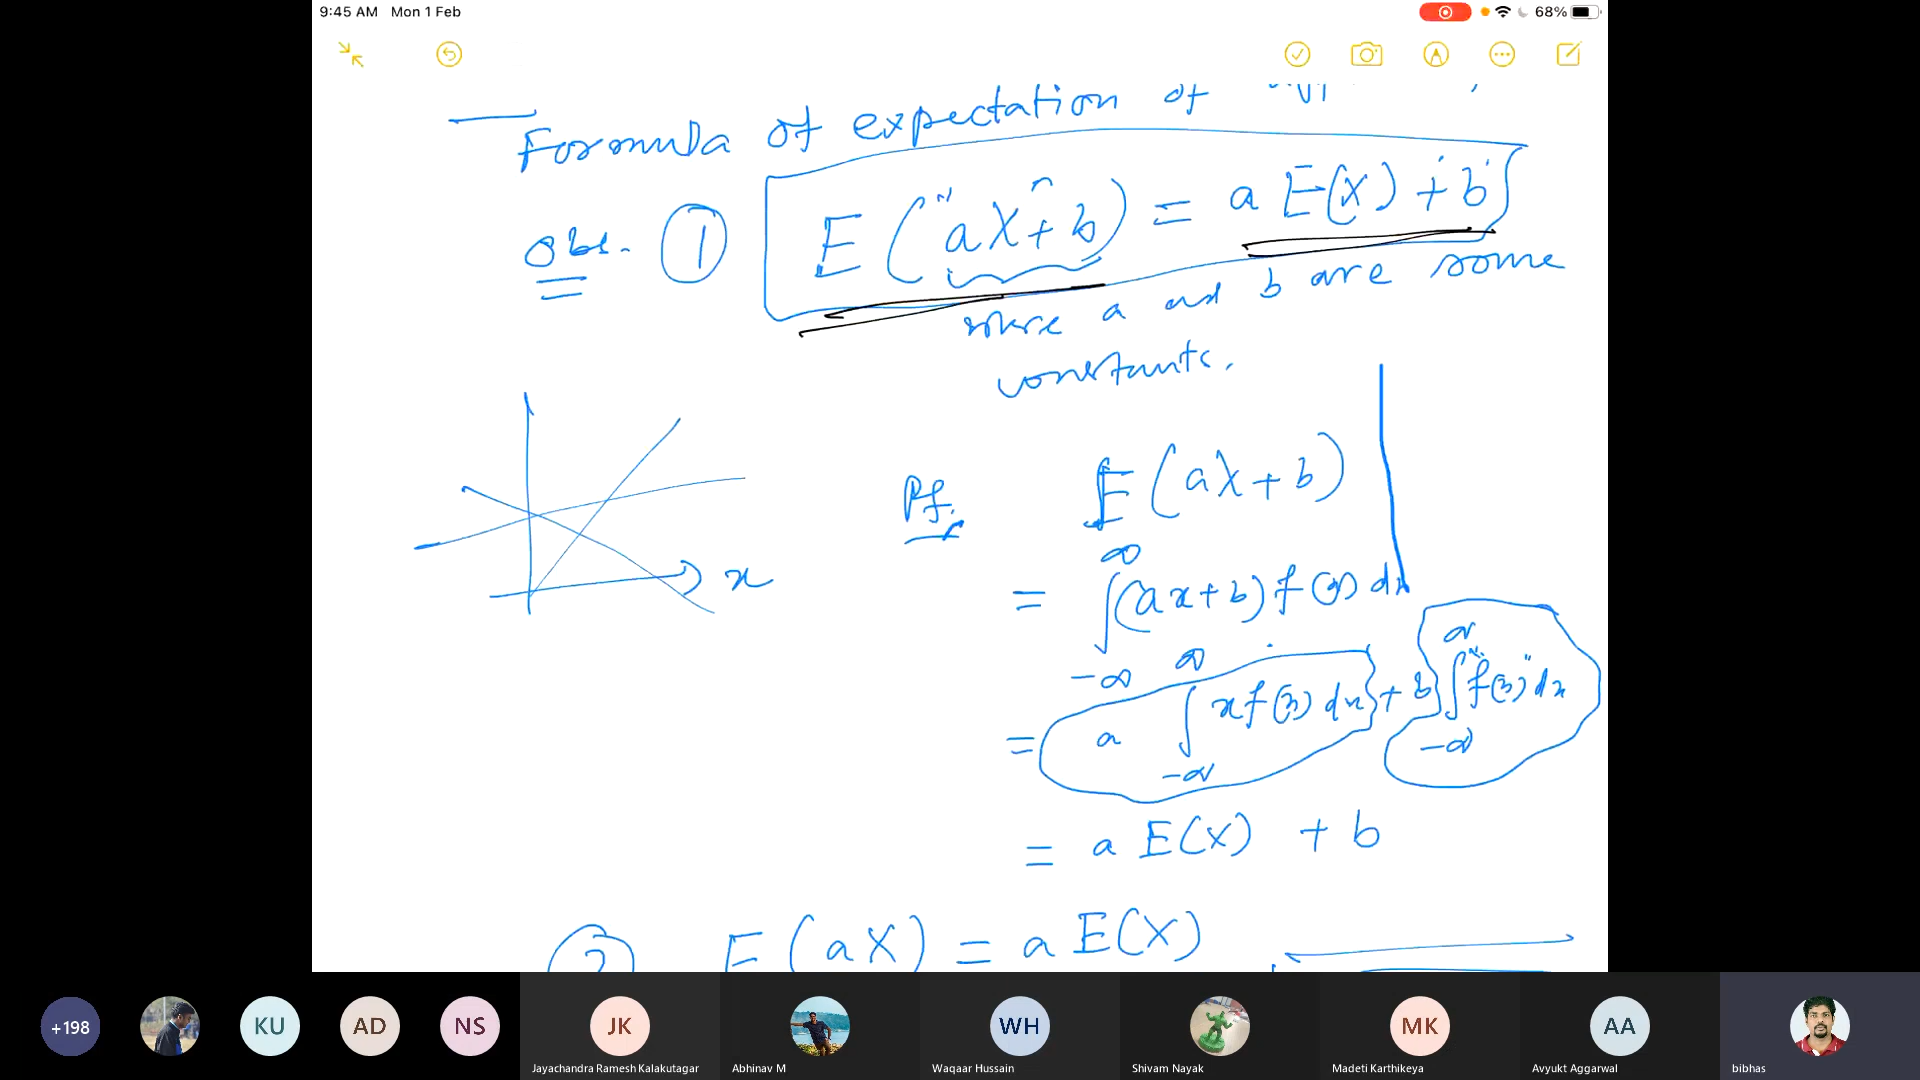 9:45 AM Mon 1 Feb
68%
Formula of expectation of
Obs. ① E("aX+b") = a E(X) + b
where a and b are some
constants.
x
Pf. E(aX+b)
= ∫_{-∞}^{∞} (ax+b) f(x) dx
= a ∫_{-∞}^{∞} x f(x) dx + b ∫_{-∞}^{∞} f(x) dx
= a E(X) + b
② E(aX) = a E(X)
+198
KU
AD
NS
JK
WH
MK
AA
Jayachandra Ramesh Kalakutagar
Abhinav M
Waqaar Hussain
Shivam Nayak
Madeti Karthikeya
Avyukt Aggarwal
bibhas